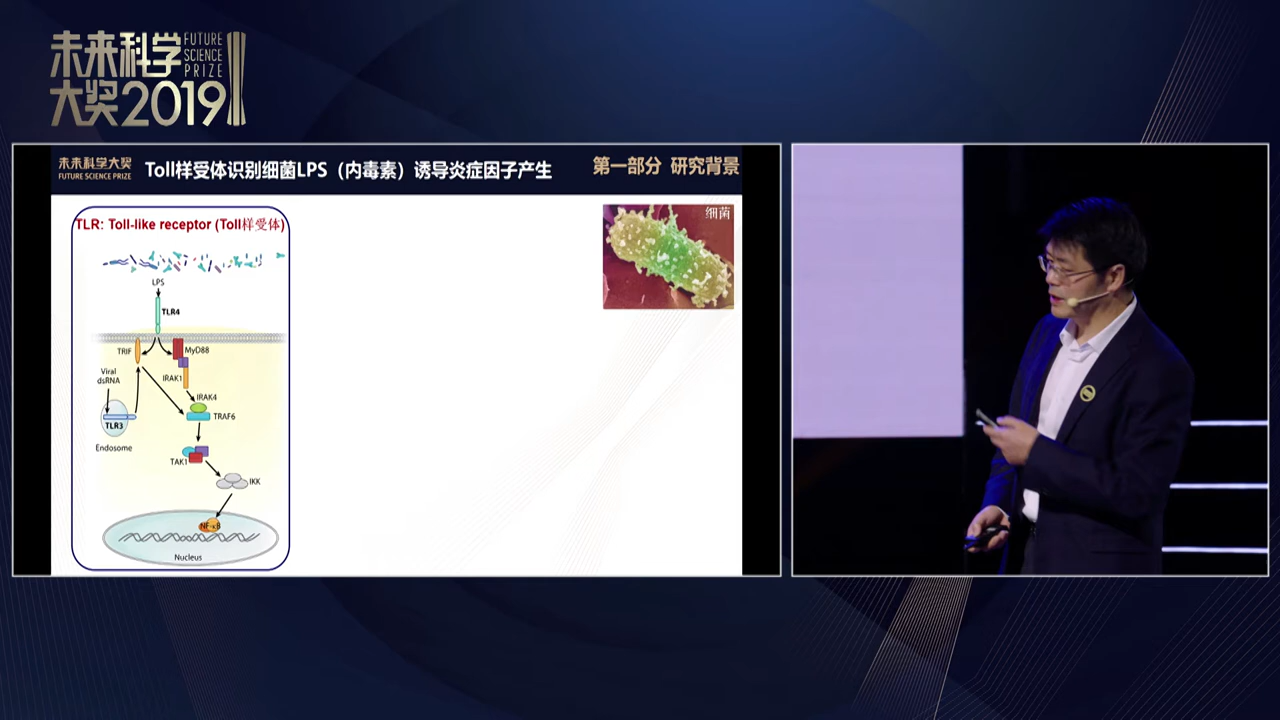 未来科学
大奖2019
FUTURE
SCIENCE
PRIZE
未来科学大奖
FUTURE SCIENCE PRIZE
Toll样受体识别细菌LPS（内毒素）诱导炎症因子产生
第一部分 研究背景
TLR: Toll-like receptor (Toll样受体)
细菌
LPS
TLR4
TRIF
MyD88
Viral
dsRNA
IRAK1
IRAK4
TRAF6
TLR3
Endosome
TAK1
IKK
NF-κB
Nucleus